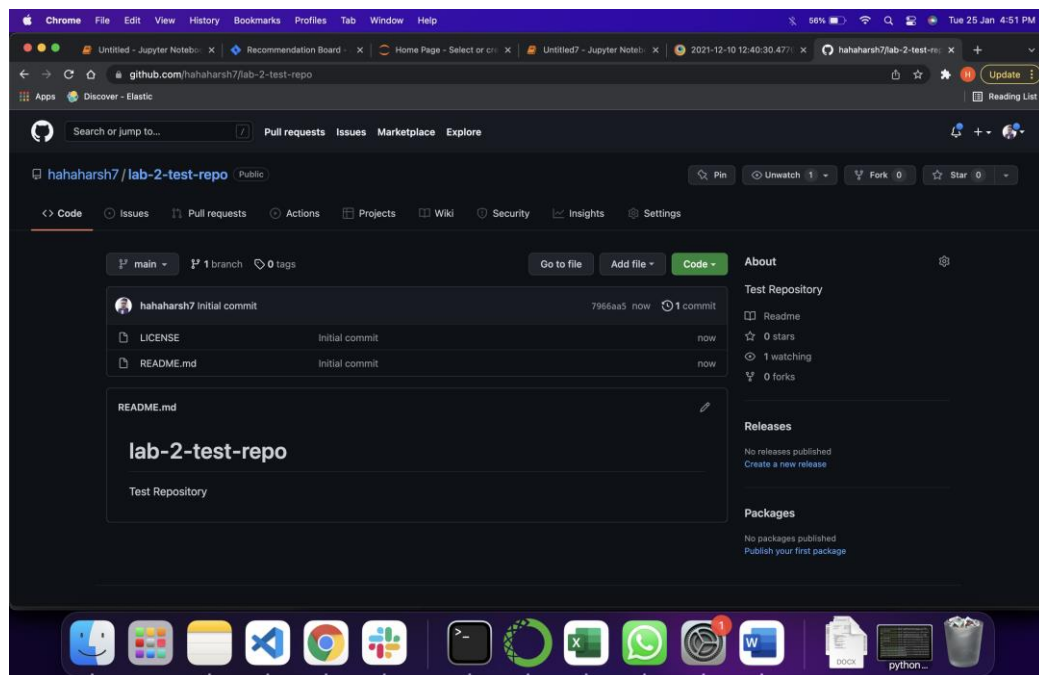 Chrome File Edit View History Bookmarks Profiles Tab Window Help 56% Tue 25 Jan 4:51 PM
Untitled - Jupyter Noteboo Recommendation Board - Home Page - Select or cre Untitled7 - Jupyter Notebo 2021-12-10 12:40:30.477 hahaharsh7/lab-2-test-rep
github.com/hahaharsh7/lab-2-test-repo H Update
Apps Discover - Elastic Reading List
Search or jump to... / Pull requests Issues Marketplace Explore
hahaharsh7 / lab-2-test-repo Public Pin Unwatch 1 Fork 0 Star 0
<> Code Issues Pull requests Actions Projects Wiki Security Insights Settings
main 1 branch 0 tags Go to file Add file Code
hahaharsh7 Initial commit 7966aa5 now 1 commit
LICENSE Initial commit now
README.md Initial commit now
README.md
lab-2-test-repo
Test Repository
About
Test Repository
Readme
0 stars
1 watching
0 forks
Releases
No releases published
Create a new release
Packages
No packages published
Publish your first package
>_ X 1 W DOCX python...